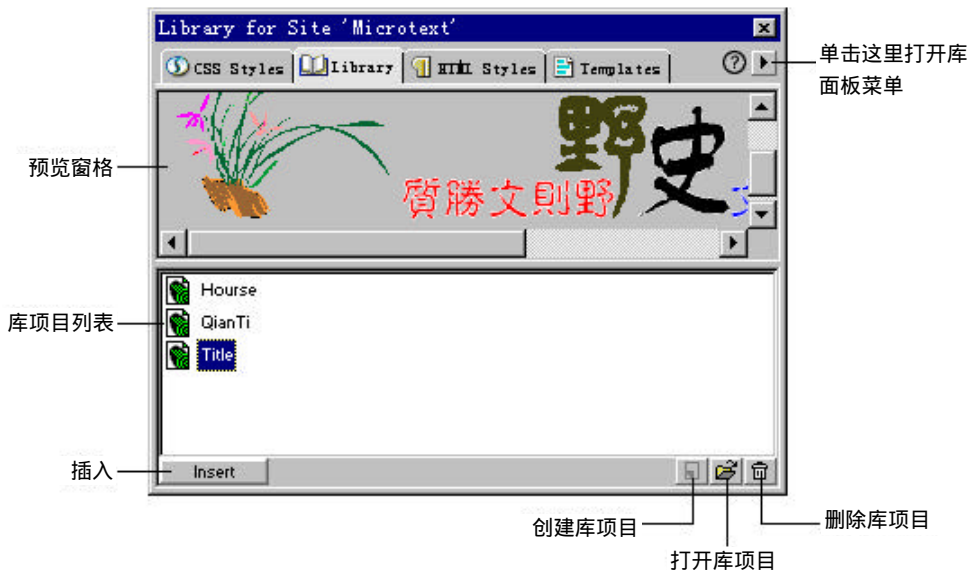 Library for Site 'Microtext'
CSS Styles Library HTML Styles Templates
单击这里打开库
面板菜单
预览窗格
野史
質勝文則野
库项目列表
Hourse
QianTi
Title
插入
Insert
创建库项目
删除库项目
打开库项目